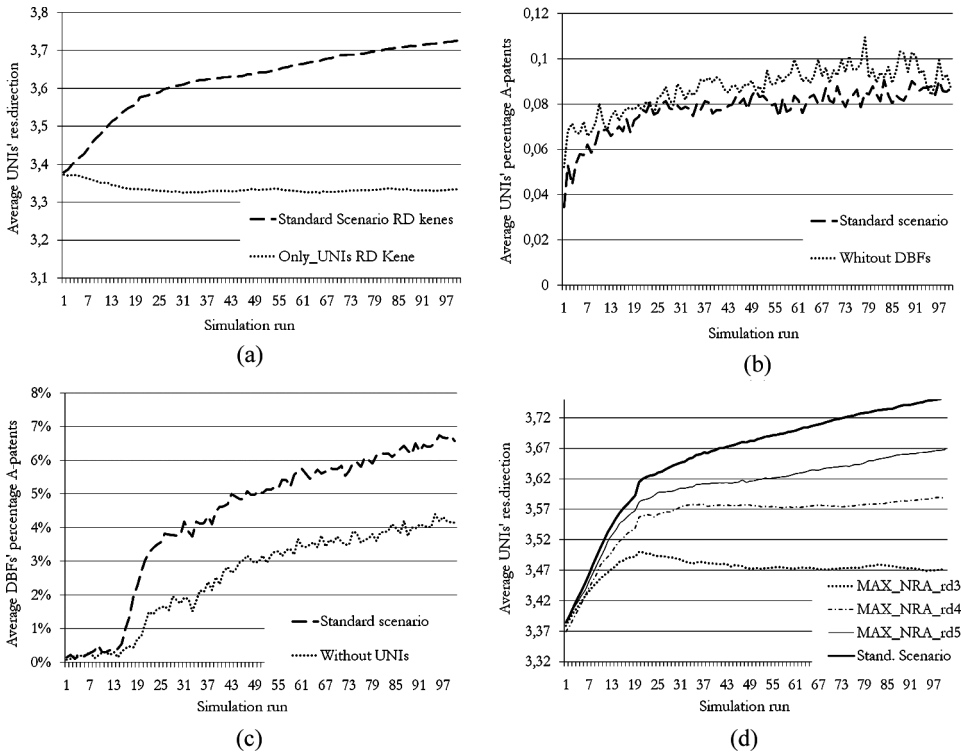 3,8
3,7
3,6
3,5
3,4
3,3
3,2
3,1
Average UNIs' res.direction
Standard Scenario RD kenes
Only_UNIs RD Kene
1 7 13 19 25 31 37 43 49 55 61 67 73 79 85 91 97
Simulation run
(a)
0,12
0,1
0,08
0,06
0,04
0,02
0
Average UNIs' percentage A-patents
Standard scenario
Whitout DBFs
1 7 13 19 25 31 37 43 49 55 61 67 73 79 85 91 97
Simulation run
(b)
8%
7%
6%
5%
4%
3%
2%
1%
0%
Average DBFs' percentage A-patents
Standard scenario
Without UNIs
1 7 13 19 25 31 37 43 49 55 61 67 73 79 85 91 97
Simulation run
(c)
3,72
3,67
3,62
3,57
3,52
3,47
3,42
3,37
3,32
Average UNIs' res.direction
MAX_NRA_rd3
MAX_NRA_rd4
MAX_NRA_rd5
Stand. Scenario
1 7 13 19 25 31 37 43 49 55 61 67 73 79 85 91 97
Simulation run
(d)